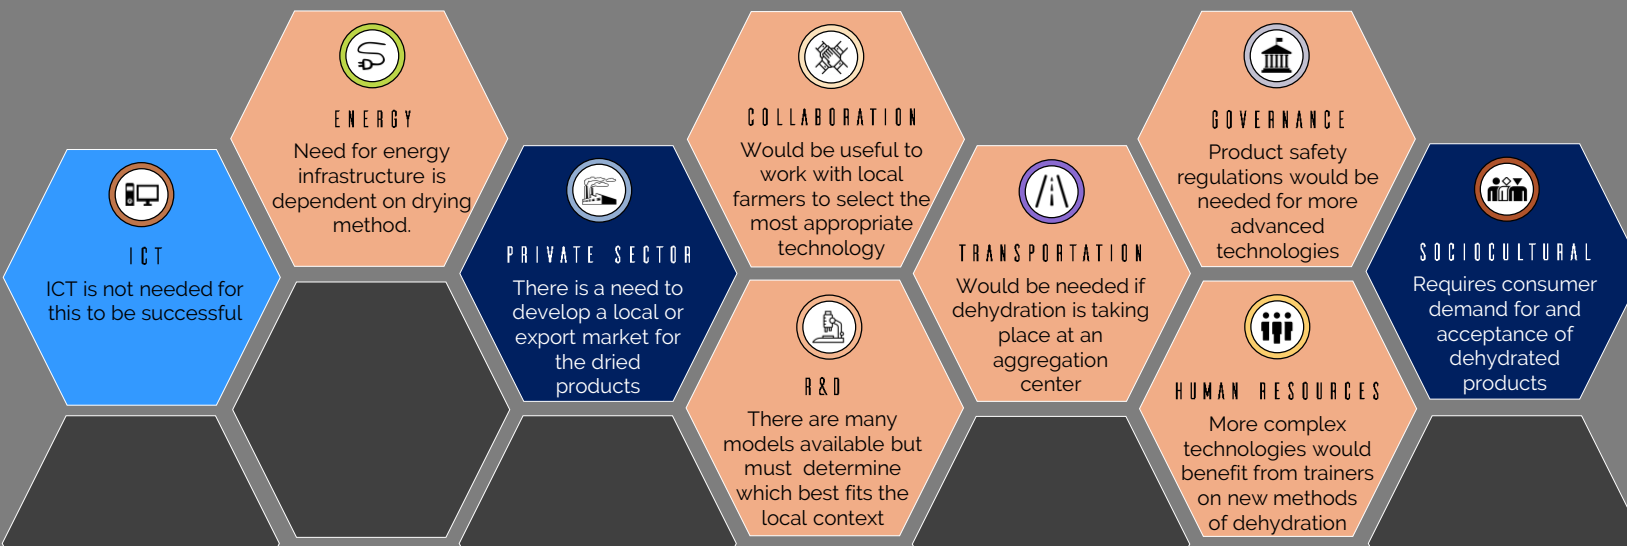 ICT
ICT is not needed for
this to be successful
ENERGY
Need for energy
infrastructure is
dependent on drying
method.
PRIVATE SECTOR
There is a need to
develop a local or
export market for
the dried
products
COLLABORATION
Would be useful to
work with local
farmers to select the
most appropriate
technology
R&D
There are many
models available but
must  determine
which best fits the
local context
TRANSPORTATION
Would be needed if
dehydration is taking
place at an
aggregation
center
GOVERNANCE
Product safety
regulations would be
needed for more
advanced
technologies
HUMAN RESOURCES
More complex
technologies would
benefit from trainers
on new methods
of dehydration
SOCIOCULTURAL
Requires consumer
demand for and
acceptance of
dehydrated
products